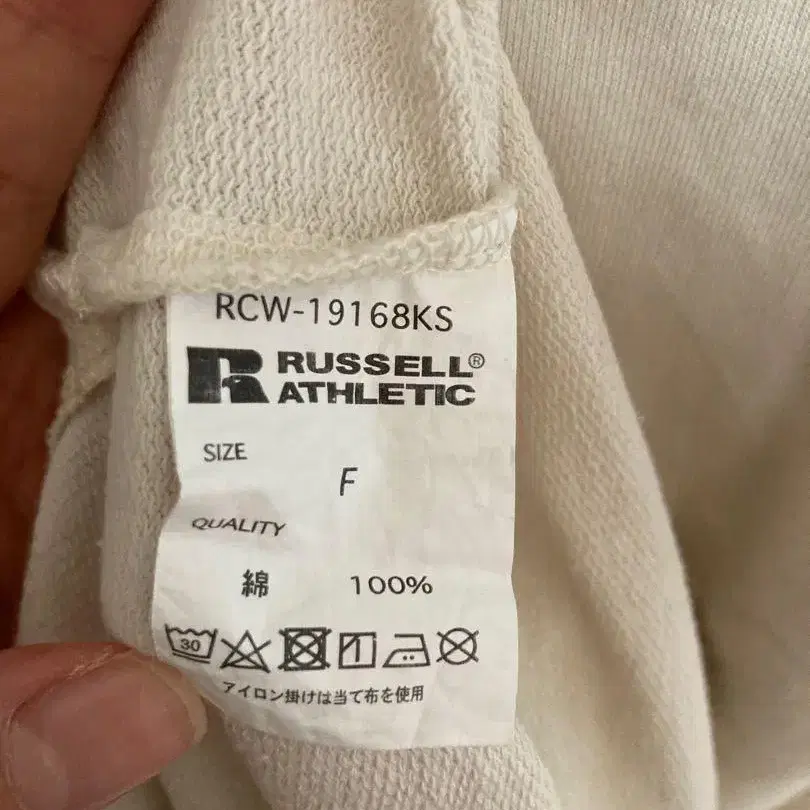 RCW-19168KS
RUSSELL®
ATHLETIC
SIZE
F
QUALITY
綿 100%
30
アイロン掛けは当て布を使用